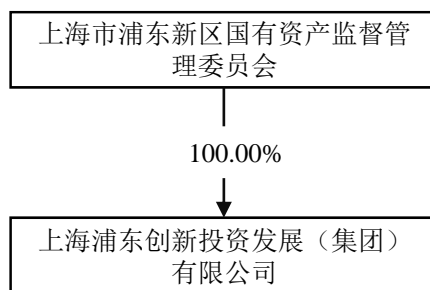 上海市浦东新区国有资产监督管
理委员会
100.00%
上海浦东创新投资发展（集团）
有限公司